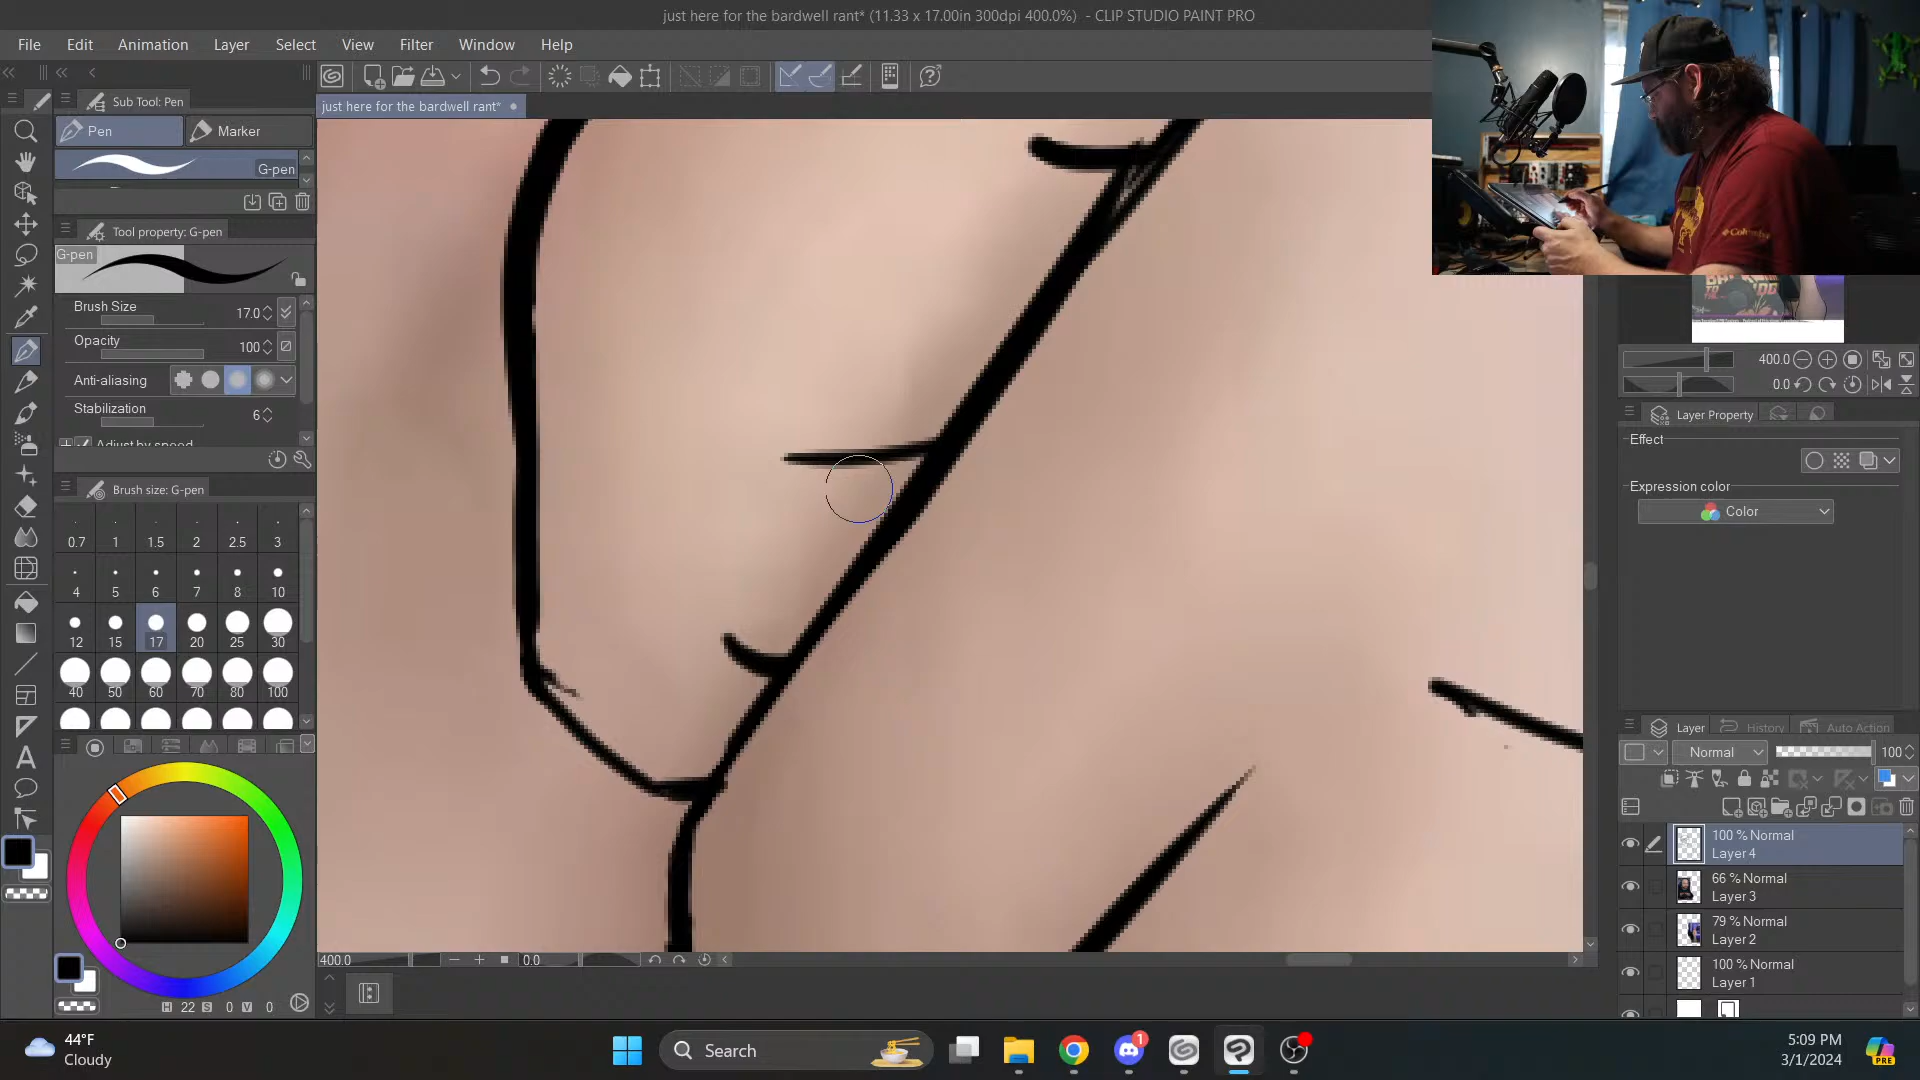 just here for the bardwell rant* (11.33 x 17.00in 300dpi 400.0%) - CLIP STUDIO PAINT PRO
File Edit Animation Layer Select View Filter Window Help
Sub Tool: Pen
just here for the bardwell rant*
Pen Marker
G-pen
Tool property: G-pen
G-pen
Brush Size 17.0
Opacity 100
Anti-aliasing
Stabilization 6
Adjust by speed
Brush size: G-pen
0.7 1 1.5 2 2.5 3
4 5 6 7 8 10
12 15 17 20 25 30
40 50 60 70 80 100
H 22 S 0 V 0
400.0 0.0
Columbia
400.0
0.0
Layer Property
Effect
Expression color
Color
Layer History Auto Action
Normal 100
100 % Normal
Layer 4
66 % Normal
Layer 3
79 % Normal
Layer 2
100 % Normal
Layer 1
44°F
Cloudy
Search
1
5:09 PM
3/1/2024
PRE